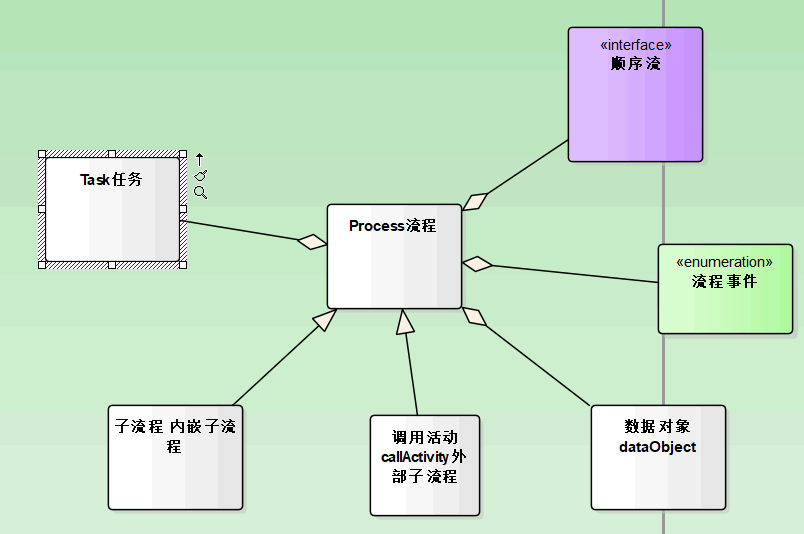 «interface»
顺序流
Task任务
Process流程
«enumeration»
流程事件
子流程 内嵌子流
程
调用活动
callActivity外
部子流程
数据对象
dataObject